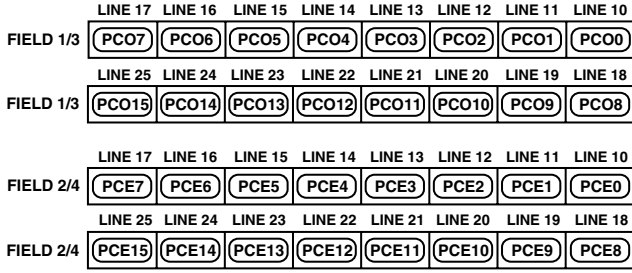 LINE 17 LINE 16 LINE 15 LINE 14 LINE 13 LINE 12 LINE 11 LINE 10
FIELD 1/3 PCO7 PCO6 PCO5 PCO4 PCO3 PCO2 PCO1 PCO0
LINE 25 LINE 24 LINE 23 LINE 22 LINE 21 LINE 20 LINE 19 LINE 18
FIELD 1/3 PCO15 PCO14 PCO13 PCO12 PCO11 PCO10 PCO9 PCO8
LINE 17 LINE 16 LINE 15 LINE 14 LINE 13 LINE 12 LINE 11 LINE 10
FIELD 2/4 PCE7 PCE6 PCE5 PCE4 PCE3 PCE2 PCE1 PCE0
LINE 25 LINE 24 LINE 23 LINE 22 LINE 21 LINE 20 LINE 19 LINE 18
FIELD 2/4 PCE15 PCE14 PCE13 PCE12 PCE11 PCE10 PCE9 PCE8